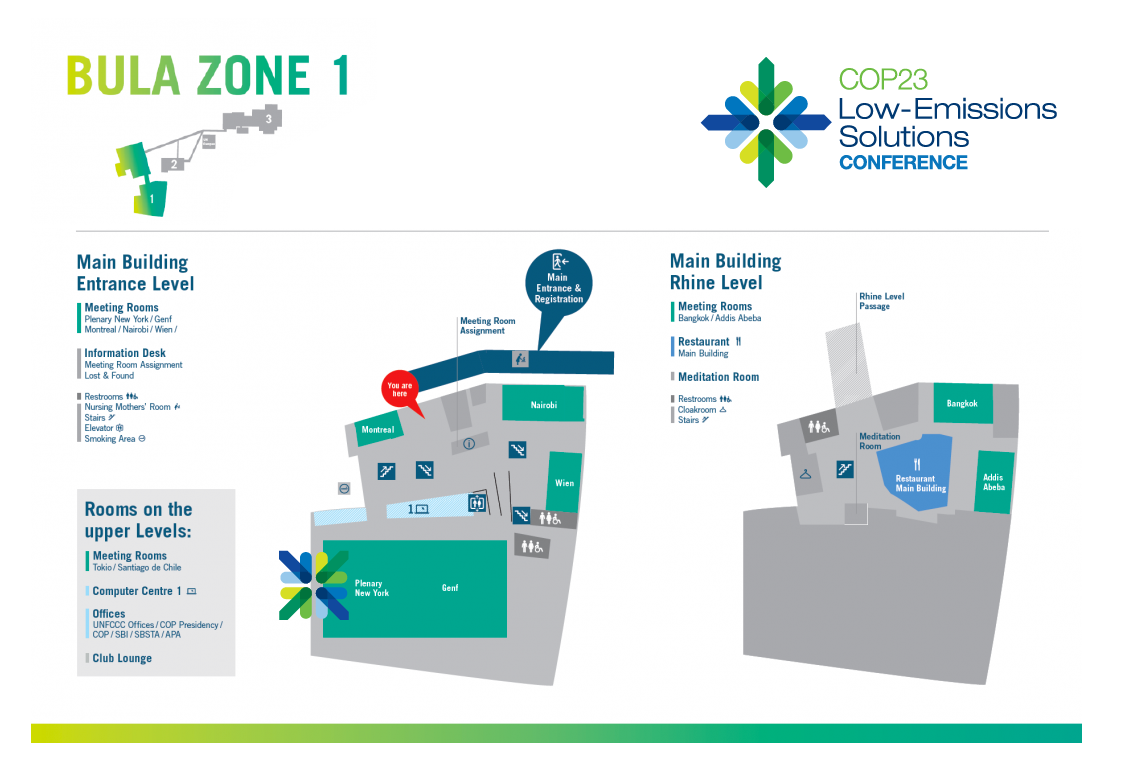 BULA ZONE 1
3
2
1
COP23
Low-Emissions
Solutions
CONFERENCE
Main Building
Entrance Level
Meeting Rooms
Plenary New York / Genf
Montreal / Nairobi / Wien /
Information Desk
Meeting Room Assignment
Lost & Found
Restrooms
Nursing Mothers' Room
Stairs
Elevator
Smoking Area
Rooms on the
upper Levels:
Meeting Rooms
Tokio / Santiago de Chile
Computer Centre 1
Offices
UNFCCC Offices / COP Presidency /
COP / SBI / SBSTA / APA
Club Lounge
Main
Entrance &
Registration
Meeting Room
Assignment
You are
here
Nairobi
Montreal
Wien
1
Plenary
New York
Genf
Main Building
Rhine Level
Meeting Rooms
Bangkok / Addis Abeba
Restaurant
Main Building
Meditation Room
Restrooms
Cloakroom
Stairs
Rhine Level
Passage
Bangkok
Meditation
Room
Restaurant
Main Building
Addis
Abeba